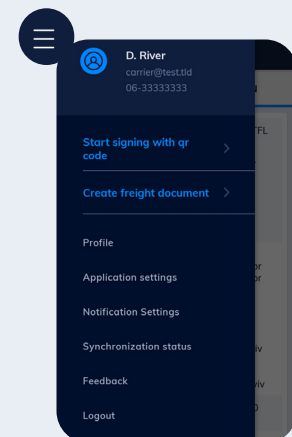 D. River
carrier@test.tld
06-33333333
Start signing with qr
code
Create freight document
Profile
Application settings
Notification Settings
Synchronization status
Feedback
Logout